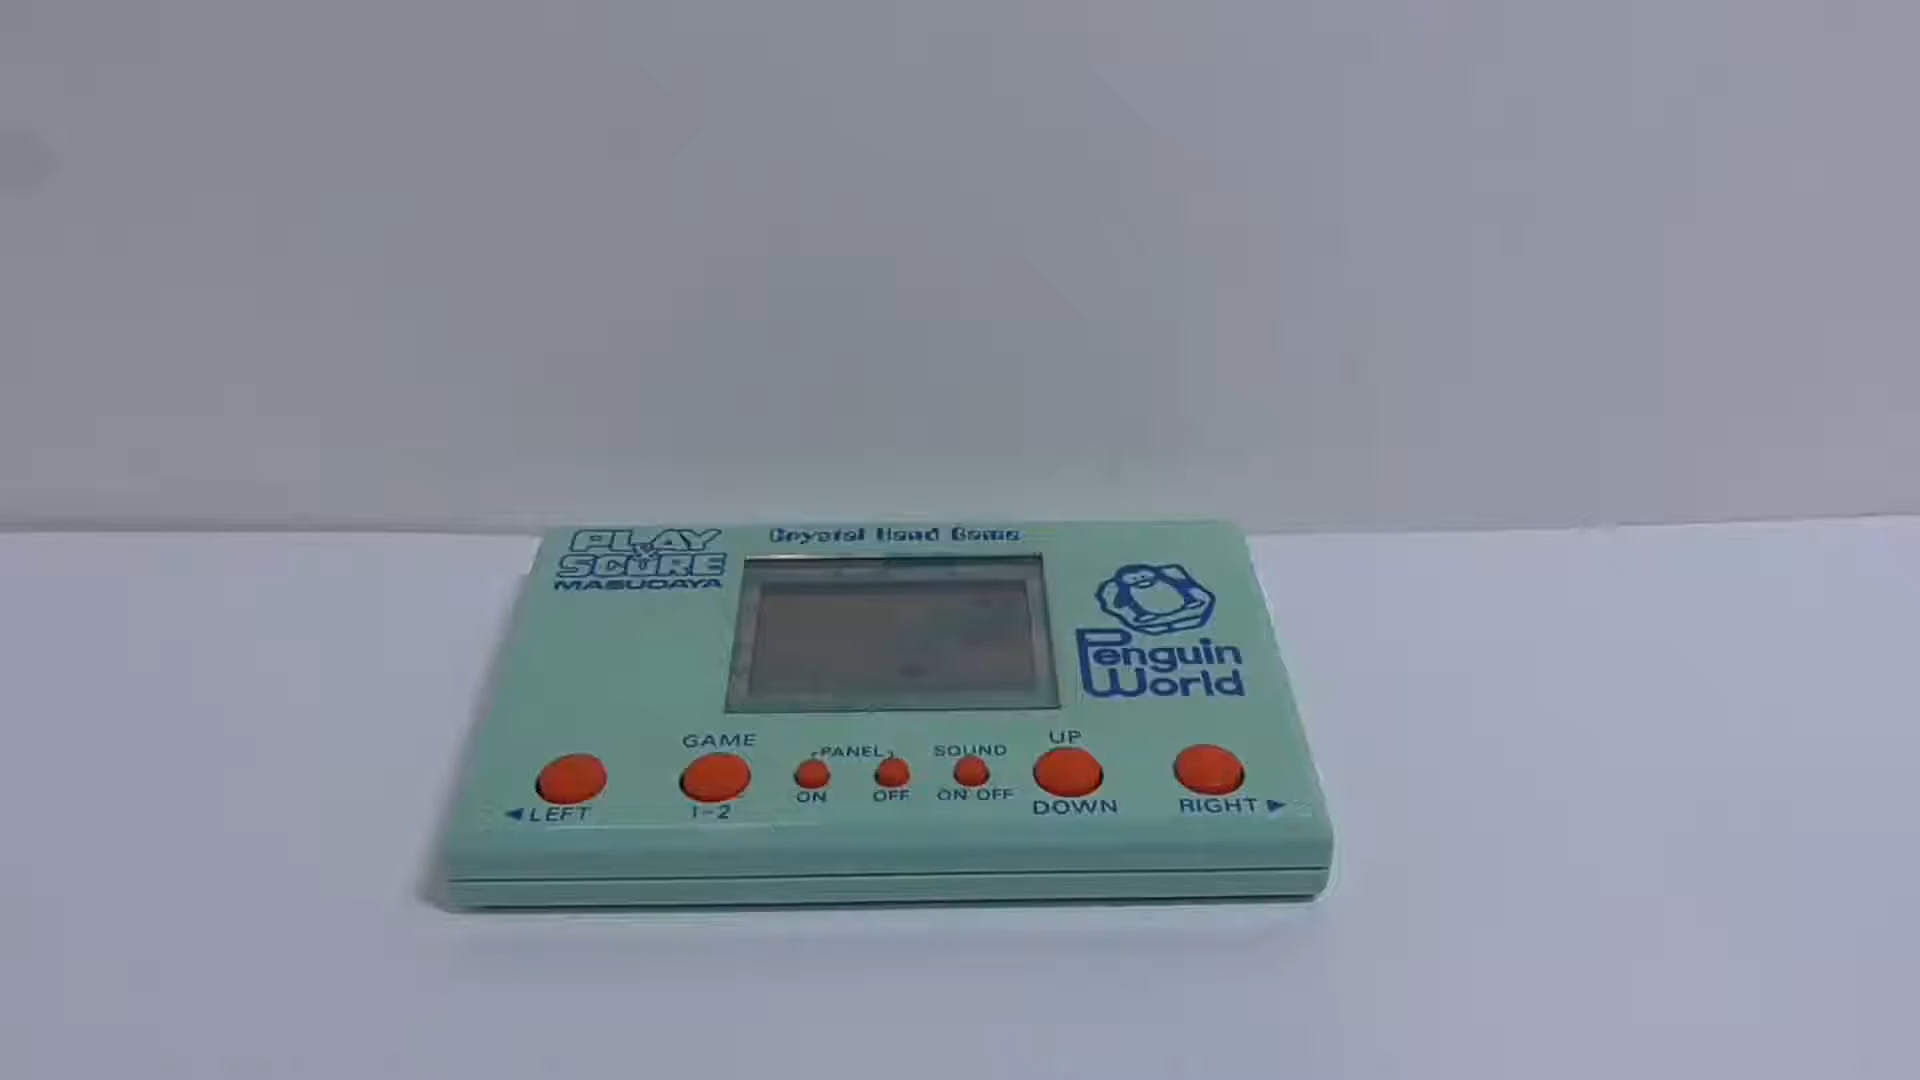 PLAY
&
SCORE
MASUDAYA
Crystal Hand Game
Penguin
World
GAME
1-2
PANEL
ON
OFF
SOUND
ON OFF
UP
DOWN
◀ LEFT
RIGHT ▶